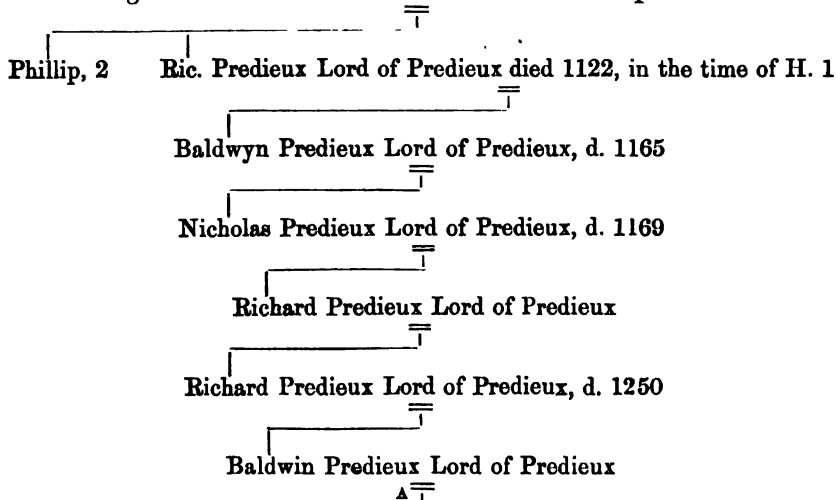 Phillip, 2 Ric. Predieux Lord of Predieux died 1122, in the time of H. 1
Baldwyn Predieux Lord of Predieux, d. 1165
Nicholas Predieux Lord of Predieux, d. 1169
Richard Predieux Lord of Predieux
Richard Predieux Lord of Predieux, d. 1250
Baldwin Predieux Lord of Predieux
A